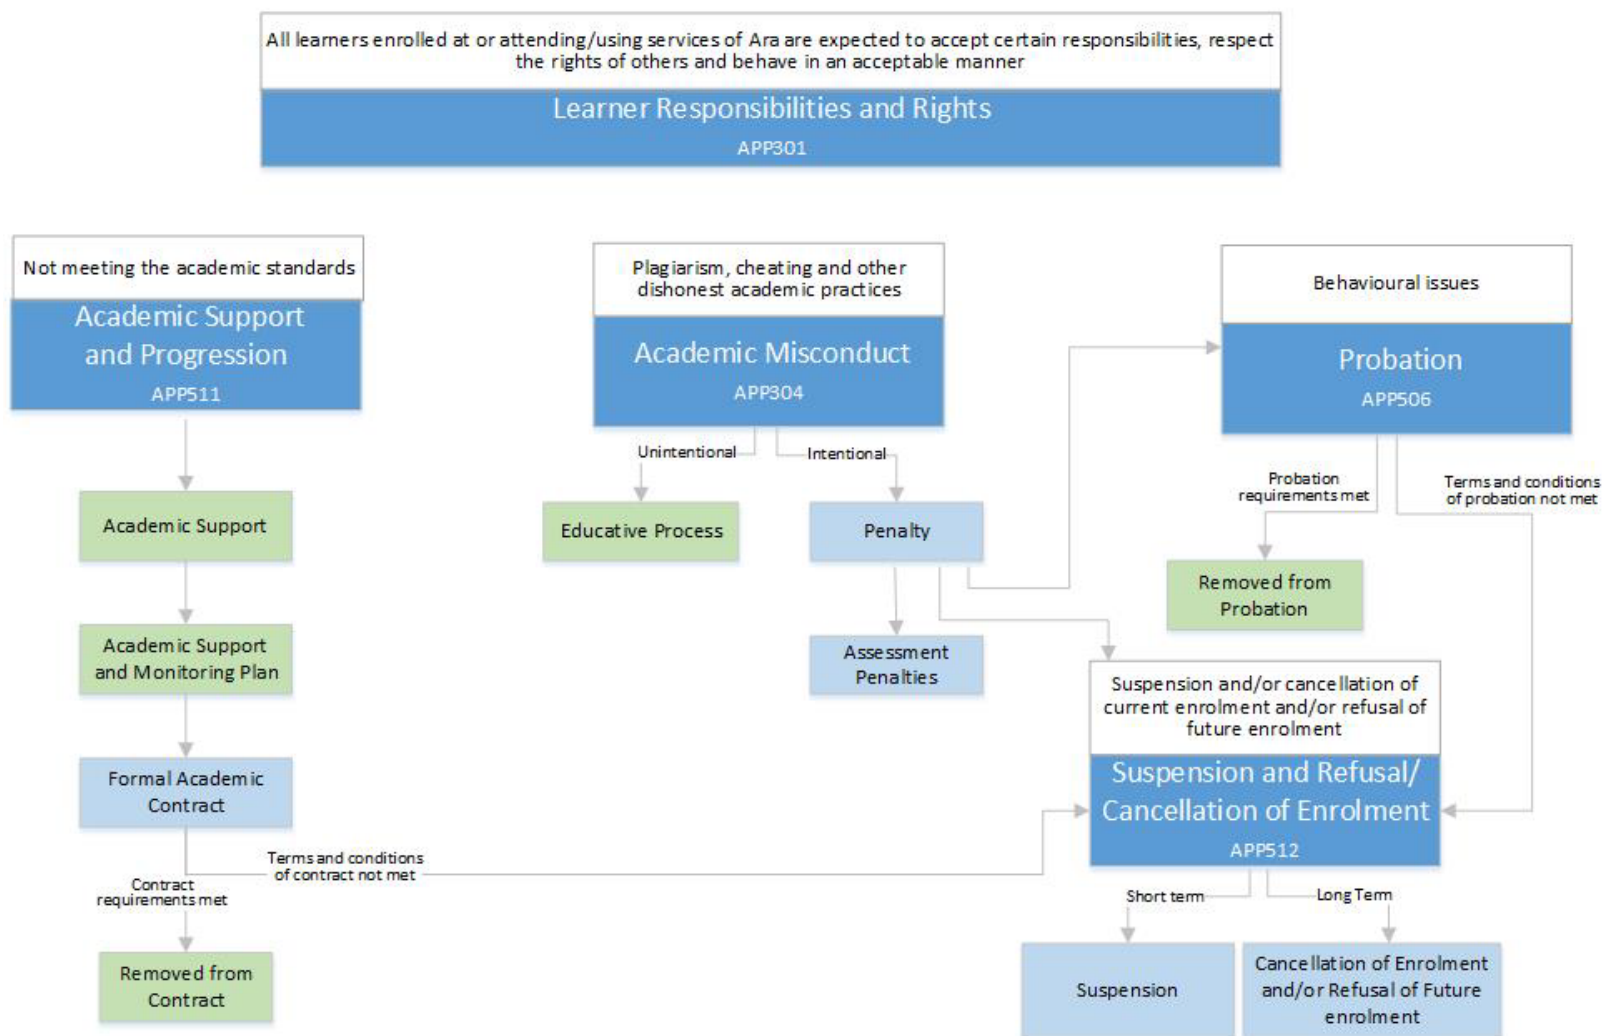 All learners enrolled at or attending/using services of Ara are expected to accept certain responsibilities, respect
the rights of others and behave in an acceptable manner
Learner Responsibilities and Rights
APP301
Not meeting the academic standards
Academic Support
and Progression
APP511
Academic Support
Academic Support
and Monitoring Plan
Formal Academic
Contract
Terms and conditions
of contract not met
Contract
requirements met
Removed from
Contract
Plagiarism, cheating and other
dishonest academic practices
Academic Misconduct
APP304
Unintentional
Intentional
Educative Process
Penalty
Assessment
Penalties
Behavioural issues
Probation
APP506
Probation
requirements met
Terms and conditions
of probation not met
Removed from
Probation
Suspension and/or cancellation of
current enrolment and/or refusal of
future enrolment
Suspension and Refusal/
Cancellation of Enrolment
APP512
Short term
Long Term
Suspension
Cancellation of Enrolment
and/or Refusal of Future
enrolment